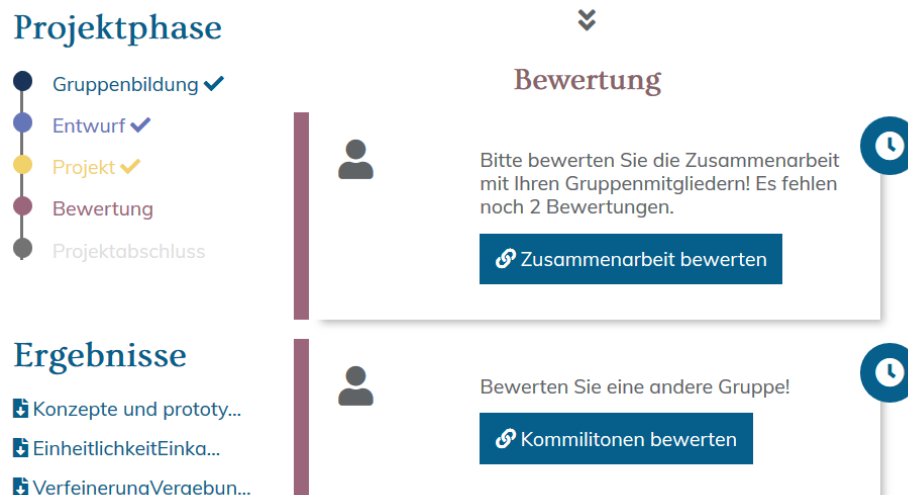 Projektphase
Gruppenbildung
Entwurf
Projekt
Bewertung
Projektabschluss
Ergebnisse
Konzepte und prototy...
EinheitlichkeitEinka...
VerfeinerungVergebun...
Bewertung
Bitte bewerten Sie die Zusammenarbeit
mit Ihren Gruppenmitgliedern! Es fehlen
noch 2 Bewertungen.
Zusammenarbeit bewerten
Bewerten Sie eine andere Gruppe!
Kommilitonen bewerten